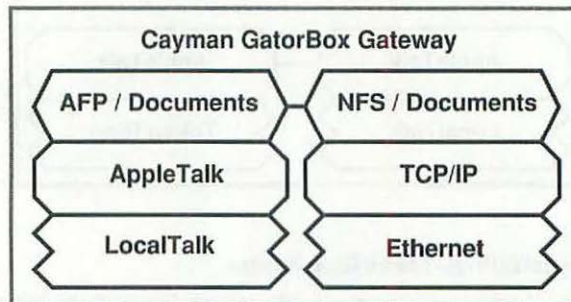 Cayman GatorBox Gateway
AFP / Documents NFS / Documents
AppleTalk TCP/IP
LocalTalk Ethernet